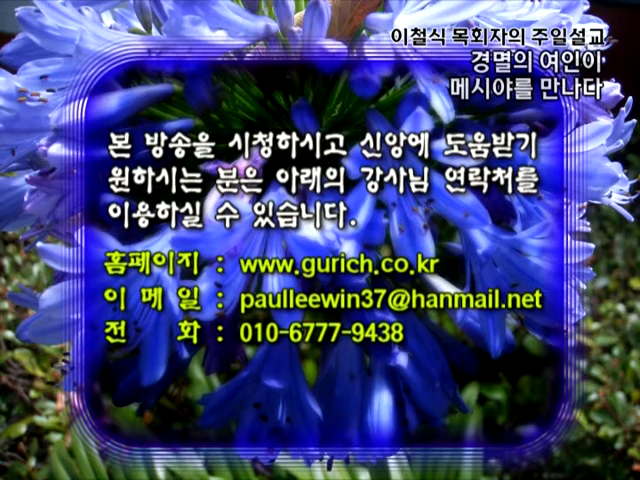 이철식 목회자의 주일설교
경멸의 여인이
메시야를 만나다
본 방송을 시청하시고 신앙에 도움받기
원하시는 분은 아래의 강사님 연락처를
이용하실 수 있습니다.
홈페이지 : www.gurich.co.kr
이 메 일 : paulleewin37@hanmail.net
전 화 : 010-6777-9438